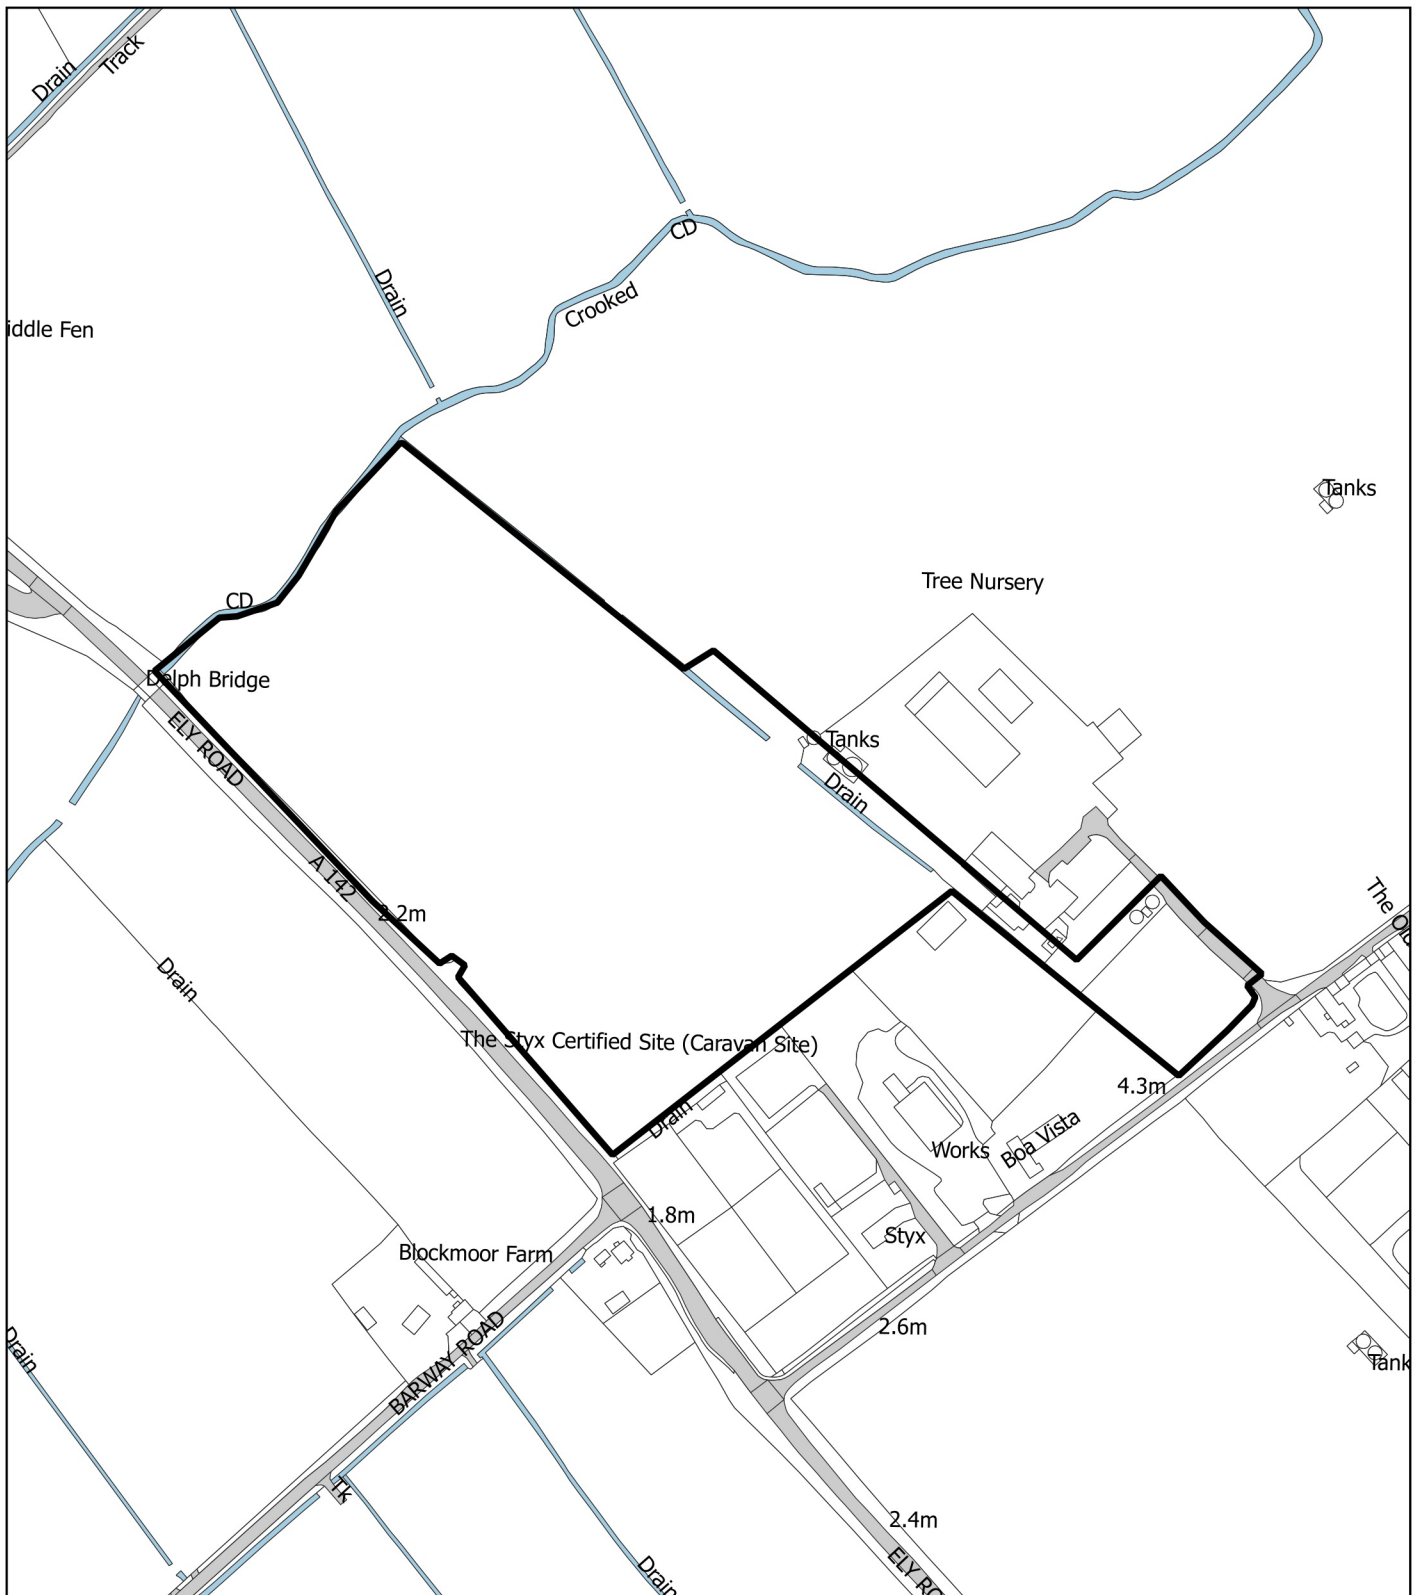 Track
Drain
CD
Crooked
Drain
iddle Fen
Tanks
Tree Nursery
CD
Delph Bridge
ELY ROAD
Tanks
Drain
A 142
2.2m
The Ol
Drain
The Styx Certified Site (Caravan Site)
4.3m
Drain
Boa Vista
Works
1.8m
Styx
Blockmoor Farm
2.6m
BARWAY ROAD
Drain
Tank
Tk
2.4m
ELY RO
Drain